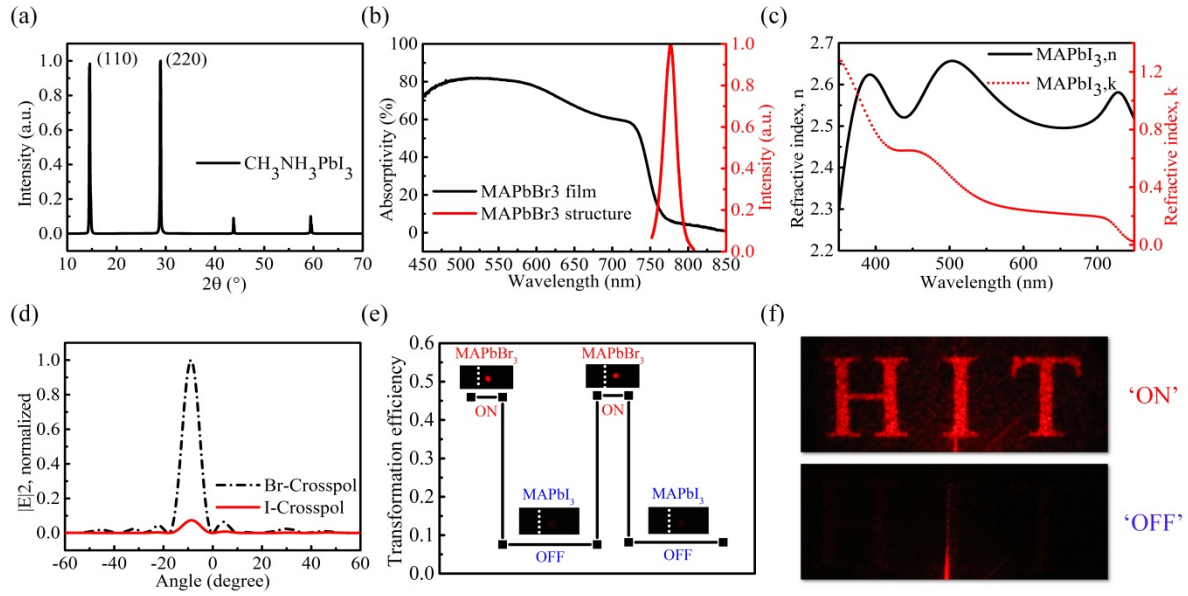 (a)
(110)
(220)
CH₃NH₃PbI₃
Intensity (a.u.)
1.0
0.8
0.6
0.4
0.2
0.0
10 20 30 40 50 60 70
2θ (°)
(b)
Absorptivity (%)
100
80
60
40
20
0
MAPbBr3 film
MAPbBr3 structure
1.0
0.8
0.6
0.4
0.2
0.0
Intensity (a.u.)
450 500 550 600 650 700 750 800 850
Wavelength (nm)
(c)
Refractive index, n
2.7
2.6
2.5
2.4
2.3
2.2
MAPbI₃,n
MAPbI₃,k
1.2
0.9
0.6
0.4
0.2
0.0
Refractive index, k
400 500 600 700
Wavelength (nm)
(d)
|E|2, normalized
1.0
0.8
0.6
0.4
0.2
0.0
Br-Crosspol
I-Crosspol
-60 -40 -20 0 20 40 60
Angle (degree)
(e)
Transformation efficiency
0.6
0.5
0.4
0.3
0.2
0.1
0.0
MAPbBr₃
MAPbBr₃
ON
ON
MAPbI₃
MAPbI₃
OFF
OFF
(f)
HIT
‘ON’
HIT
‘OFF’